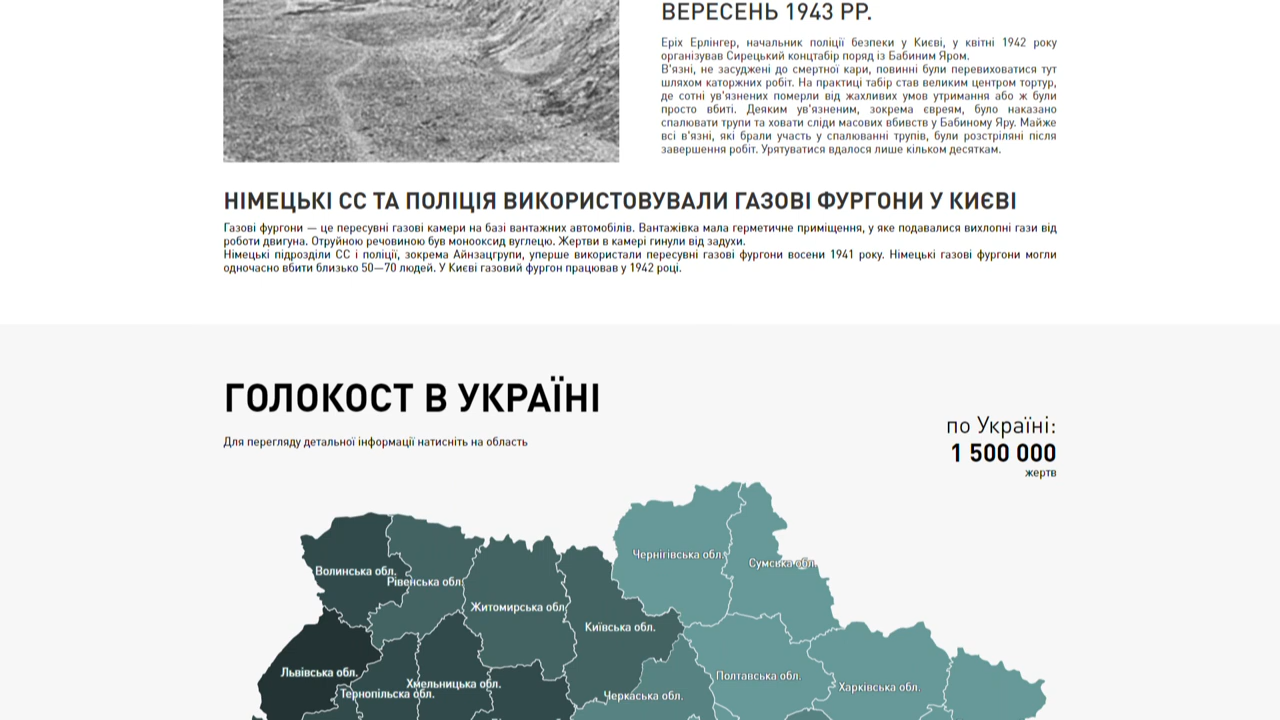 ВЕРЕСЕНЬ 1943 РР.
Еріх Ерлінгер, начальник поліції безпеки у Києві, у квітні 1942 року
організував Сирецький концтабір поряд із Бабиним Яром.
В'язні, не засуджені до смертної кари, повинні були перевиховатися тут
шляхом каторжних робіт. На практиці табір став великим центром тортур,
де сотні ув'язнених померли від жахливих умов утримання або ж були
просто вбиті. Деяким ув'язненим, зокрема євреям, було наказано
спалювати трупи та ховати сліди масових вбивств у Бабиному Яру. Майже
всі в'язні, які брали участь у спалюванні трупів, були розстріляні після
завершення робіт. Урятуватися вдалося лише кільком десяткам.
НІМЕЦЬКІ СС ТА ПОЛІЦІЯ ВИКОРИСТОВУВАЛИ ГАЗОВІ ФУРГОНИ У КИЄВІ
Газові фургони — це пересувні газові камери на базі вантажних автомобілів. Вантажівка мала герметичне приміщення, у яке подавалися вихлопні гази від
роботи двигуна. Отруйною речовиною був монооксид вуглецю. Жертви в камері гинули від задухи.
Німецькі підрозділи СС і поліції, зокрема Айнзацгрупи, уперше використали пересувні газові фургони восени 1941 року. Німецькі газові фургони могли
одночасно вбити близько 50—70 людей. У Києві газовий фургон працював у 1942 році.
ГОЛОКОСТ В УКРАЇНІ
Для перегляду детальної інформації натисніть на область
по Україні:
1 500 000
жертв
Чернігівська обл.
Сумська обл.
Волинська обл.
Рівенська обл.
Житомирська обл.
Київська обл.
Львівська обл.
Полтавська обл.
Хмельницька обл.
Харківська обл.
Тернопільска обл.
Черкаська обл.